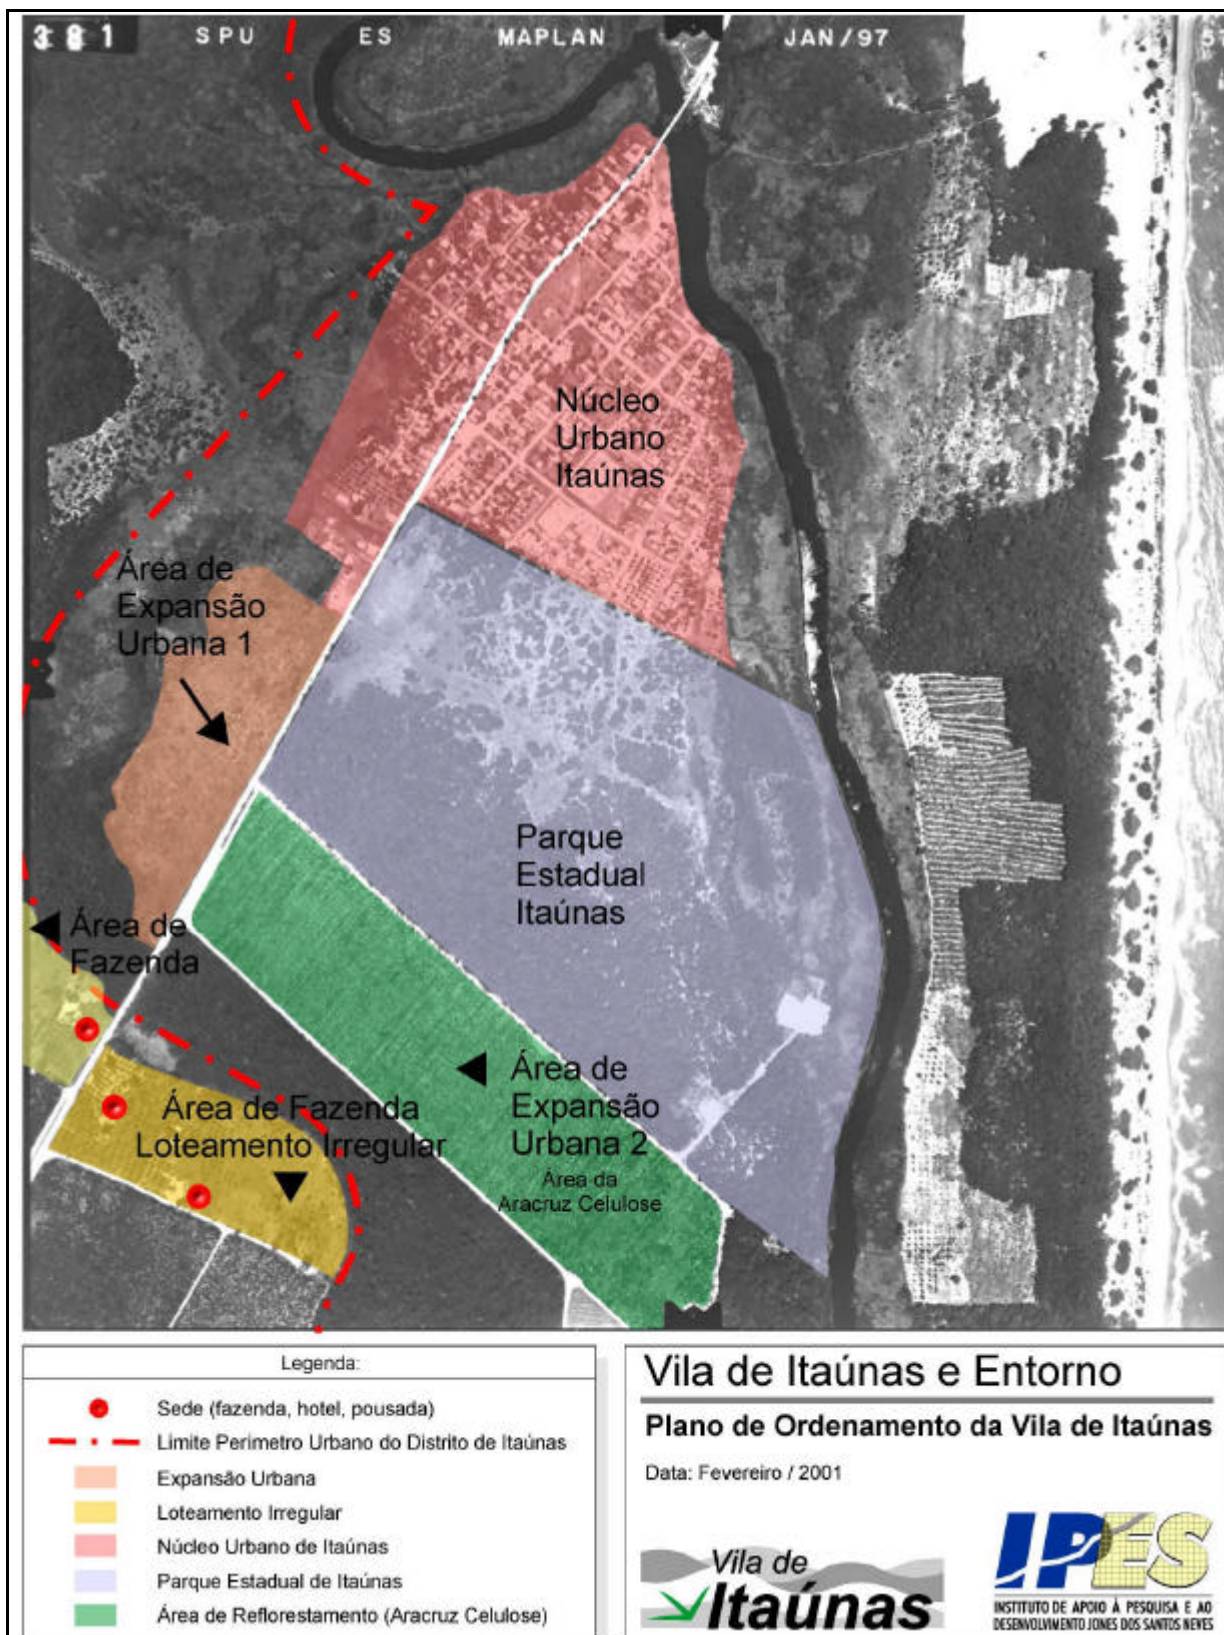 381 SPU ES MAPLAN JAN/97
Núcleo
Urbano
Itaúnas
Área de
Expansão
Urbana 1
Parque
Estadual
Itaúnas
Área de
Fazenda
Área de Fazenda
Loteamento Irregular
Área de
Expansão
Urbana 2
Área da
Aracruz Celulose
Legenda:
Sede (fazenda, hotel, pousada)
Limite Perimetro Urbano do Distrito de Itaúnas
Expansão Urbana
Loteamento Irregular
Núcleo Urbano de Itaúnas
Parque Estadual de Itaúnas
Área de Reflorestamento (Aracruz Celulose)
Vila de Itaúnas e Entorno
Plano de Ordenamento da Vila de Itaúnas
Data: Fevereiro / 2001
Vila de
Itaúnas
IPES
INSTITUTO DE APOIO À PESQUISA E AO
DESENVOLVIMENTO JONES DOS SANTOS NEVES